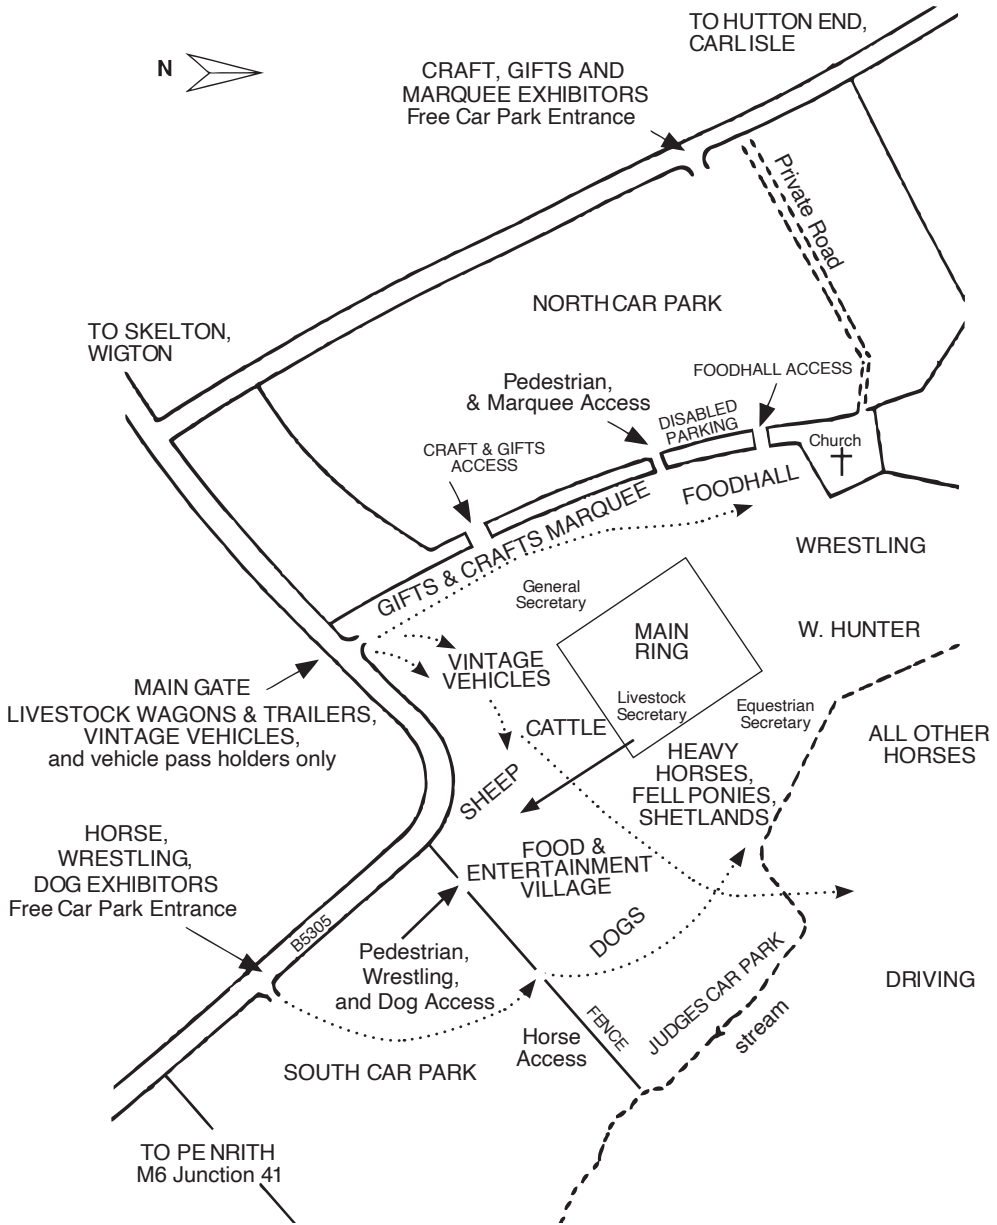 TO HUTTON END,
CARLISLE
N
CRAFT, GIFTS AND
MARQUEE EXHIBITORS
Free Car Park Entrance
Private Road
NORTH CAR PARK
TO SKELTON,
WIGTON
FOODHALL ACCESS
Pedestrian,
& Marquee Access
DISABLED
PARKING
CRAFT & GIFTS
ACCESS
Church
GIFTS & CRAFTS MARQUEE
FOODHALL
WRESTLING
General
Secretary
MAIN
RING
W. HUNTER
VINTAGE
VEHICLES
MAIN GATE
LIVESTOCK WAGONS & TRAILERS,
VINTAGE VEHICLES,
and vehicle pass holders only
Livestock
Secretary
Equestrian
Secretary
CATTLE
ALL OTHER
HORSES
HEAVY
HORSES,
FELL PONIES,
SHETLANDS
SHEEP
HORSE,
WRESTLING,
DOG EXHIBITORS
Free Car Park Entrance
FOOD &
ENTERTAINMENT
VILLAGE
B5305
DOGS
Pedestrian,
Wrestling,
and Dog Access
JUDGES CAR PARK
DRIVING
stream
FENCE
Horse
Access
SOUTH CAR PARK
TO PENRITH
M6 Junction 41